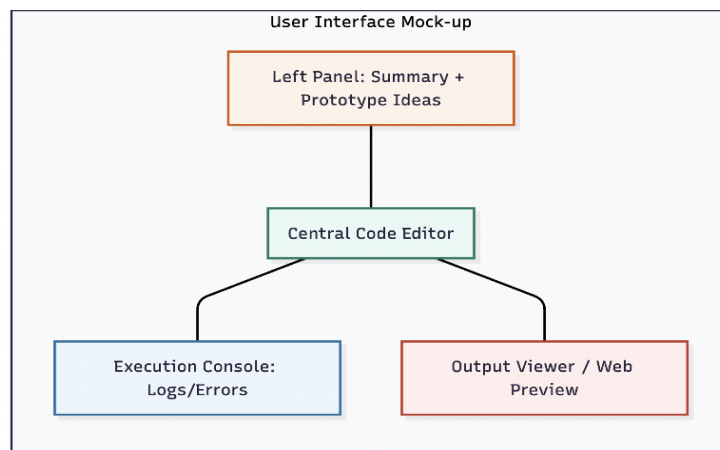 User Interface Mock-up
Left Panel: Summary +
Prototype Ideas
Central Code Editor
Execution Console:
Logs/Errors
Output Viewer / Web
Preview